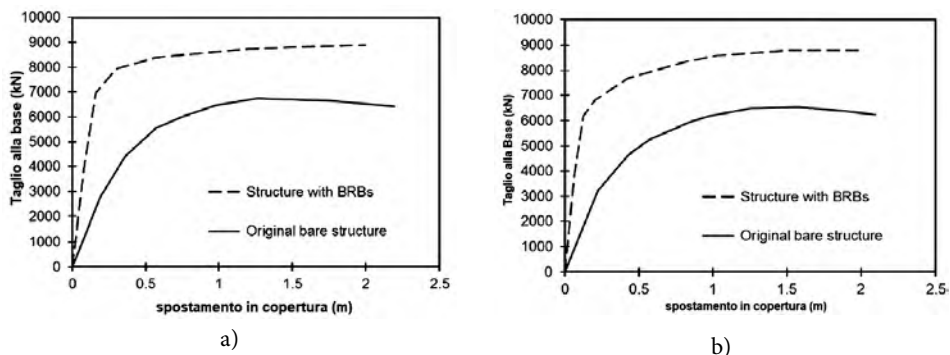 Taglio alla base (kN)
10000
9000
8000
7000
6000
5000
4000
3000
2000
1000
0
Structure with BRBs
Original bare structure
0 0.5 1 1.5 2 2.5
spostamento in copertura (m)
a)
Taglio alla Base (kN)
10000
9000
8000
7000
6000
5000
4000
3000
2000
1000
0
Structure with BRBs
Original bare structure
0 0.5 1 1.5 2 2.5
spostamento in copertura (m)
b)